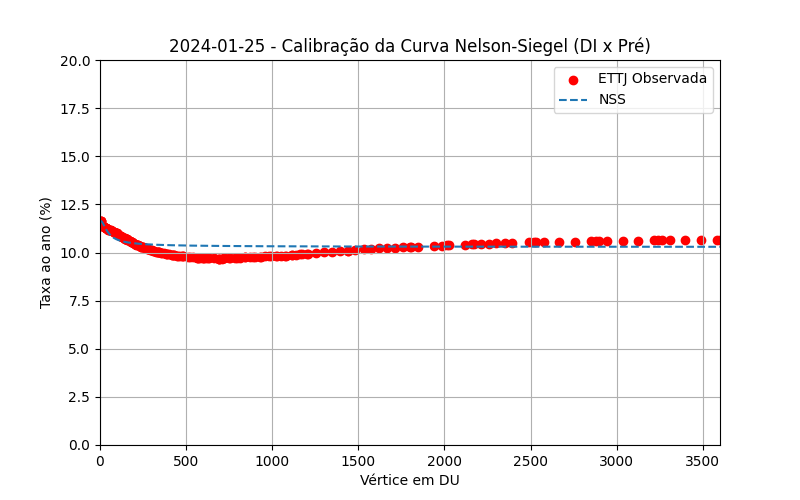 2024-01-25 - Calibração da Curva Nelson-Siegel (DI x Pré)
20.0
17.5
15.0
12.5
10.0
7.5
5.0
2.5
0.0
Taxa ao ano (%)
ETTJ Observada
NSS
0 500 1000 1500 2000 2500 3000 3500
Vértice em DU